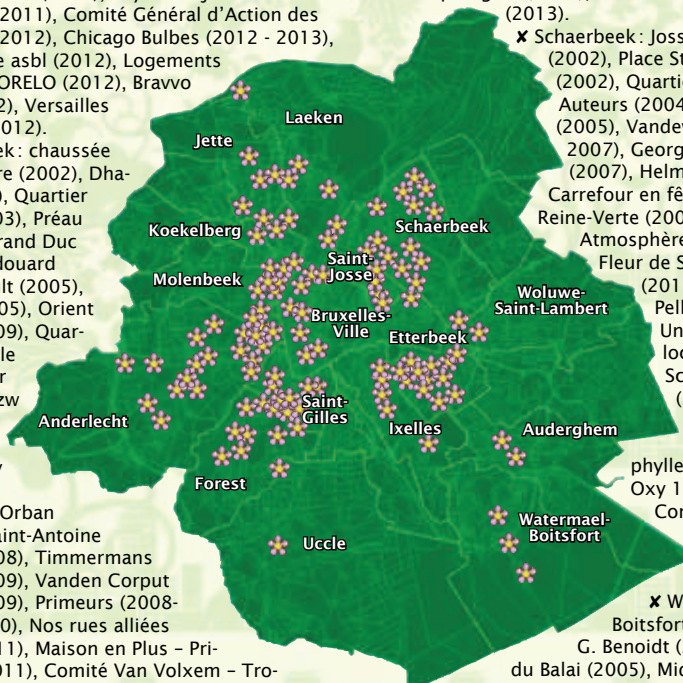 2011), Comité Général d’Action des
2012), Chicago Bulbes (2012 - 2013),
e asbl (2012), Logements
ORELO (2012), Bravvo
2), Versailles
012).
ek : chaussée
re (2002), Dha-
), Quartier
03), Préau
rand Duc
douard
lt (2005),
05), Orient
09), Quar-
le
r
zw
y
Orban
aint-Antoine
08), Timmermans
09), Vanden Corput
09), Primeurs (2008-
0), Nos rues alliées
11), Maison en Plus – Pri-
011), Comité Van Volxem – Tro-
Laeken
Jette
Koekelberg
Schaerbeek
Molenbeek
Saint-
Josse
Woluwe-
Saint-Lambert
Bruxelles-
Ville
Etterbeek
Anderlecht
Saint-
Gilles
Ixelles
Auderghem
Forest
Uccle
Watermael-
Boitsfort
(2013).
✘ Schaerbeek : Joss
(2002), Place St
(2002), Quartie
Auteurs (2004
(2005), Vandev
2007), Georg
(2007), Helm
Carrefour en fê
Reine-Verte (200
Atmosphère
Fleur de S
(201
Pell
Un
loc
Sc
(
phylle
Oxy 1
Con
✘ W
Boitsfort
G. Benoidt (
du Balai (2005), Mic